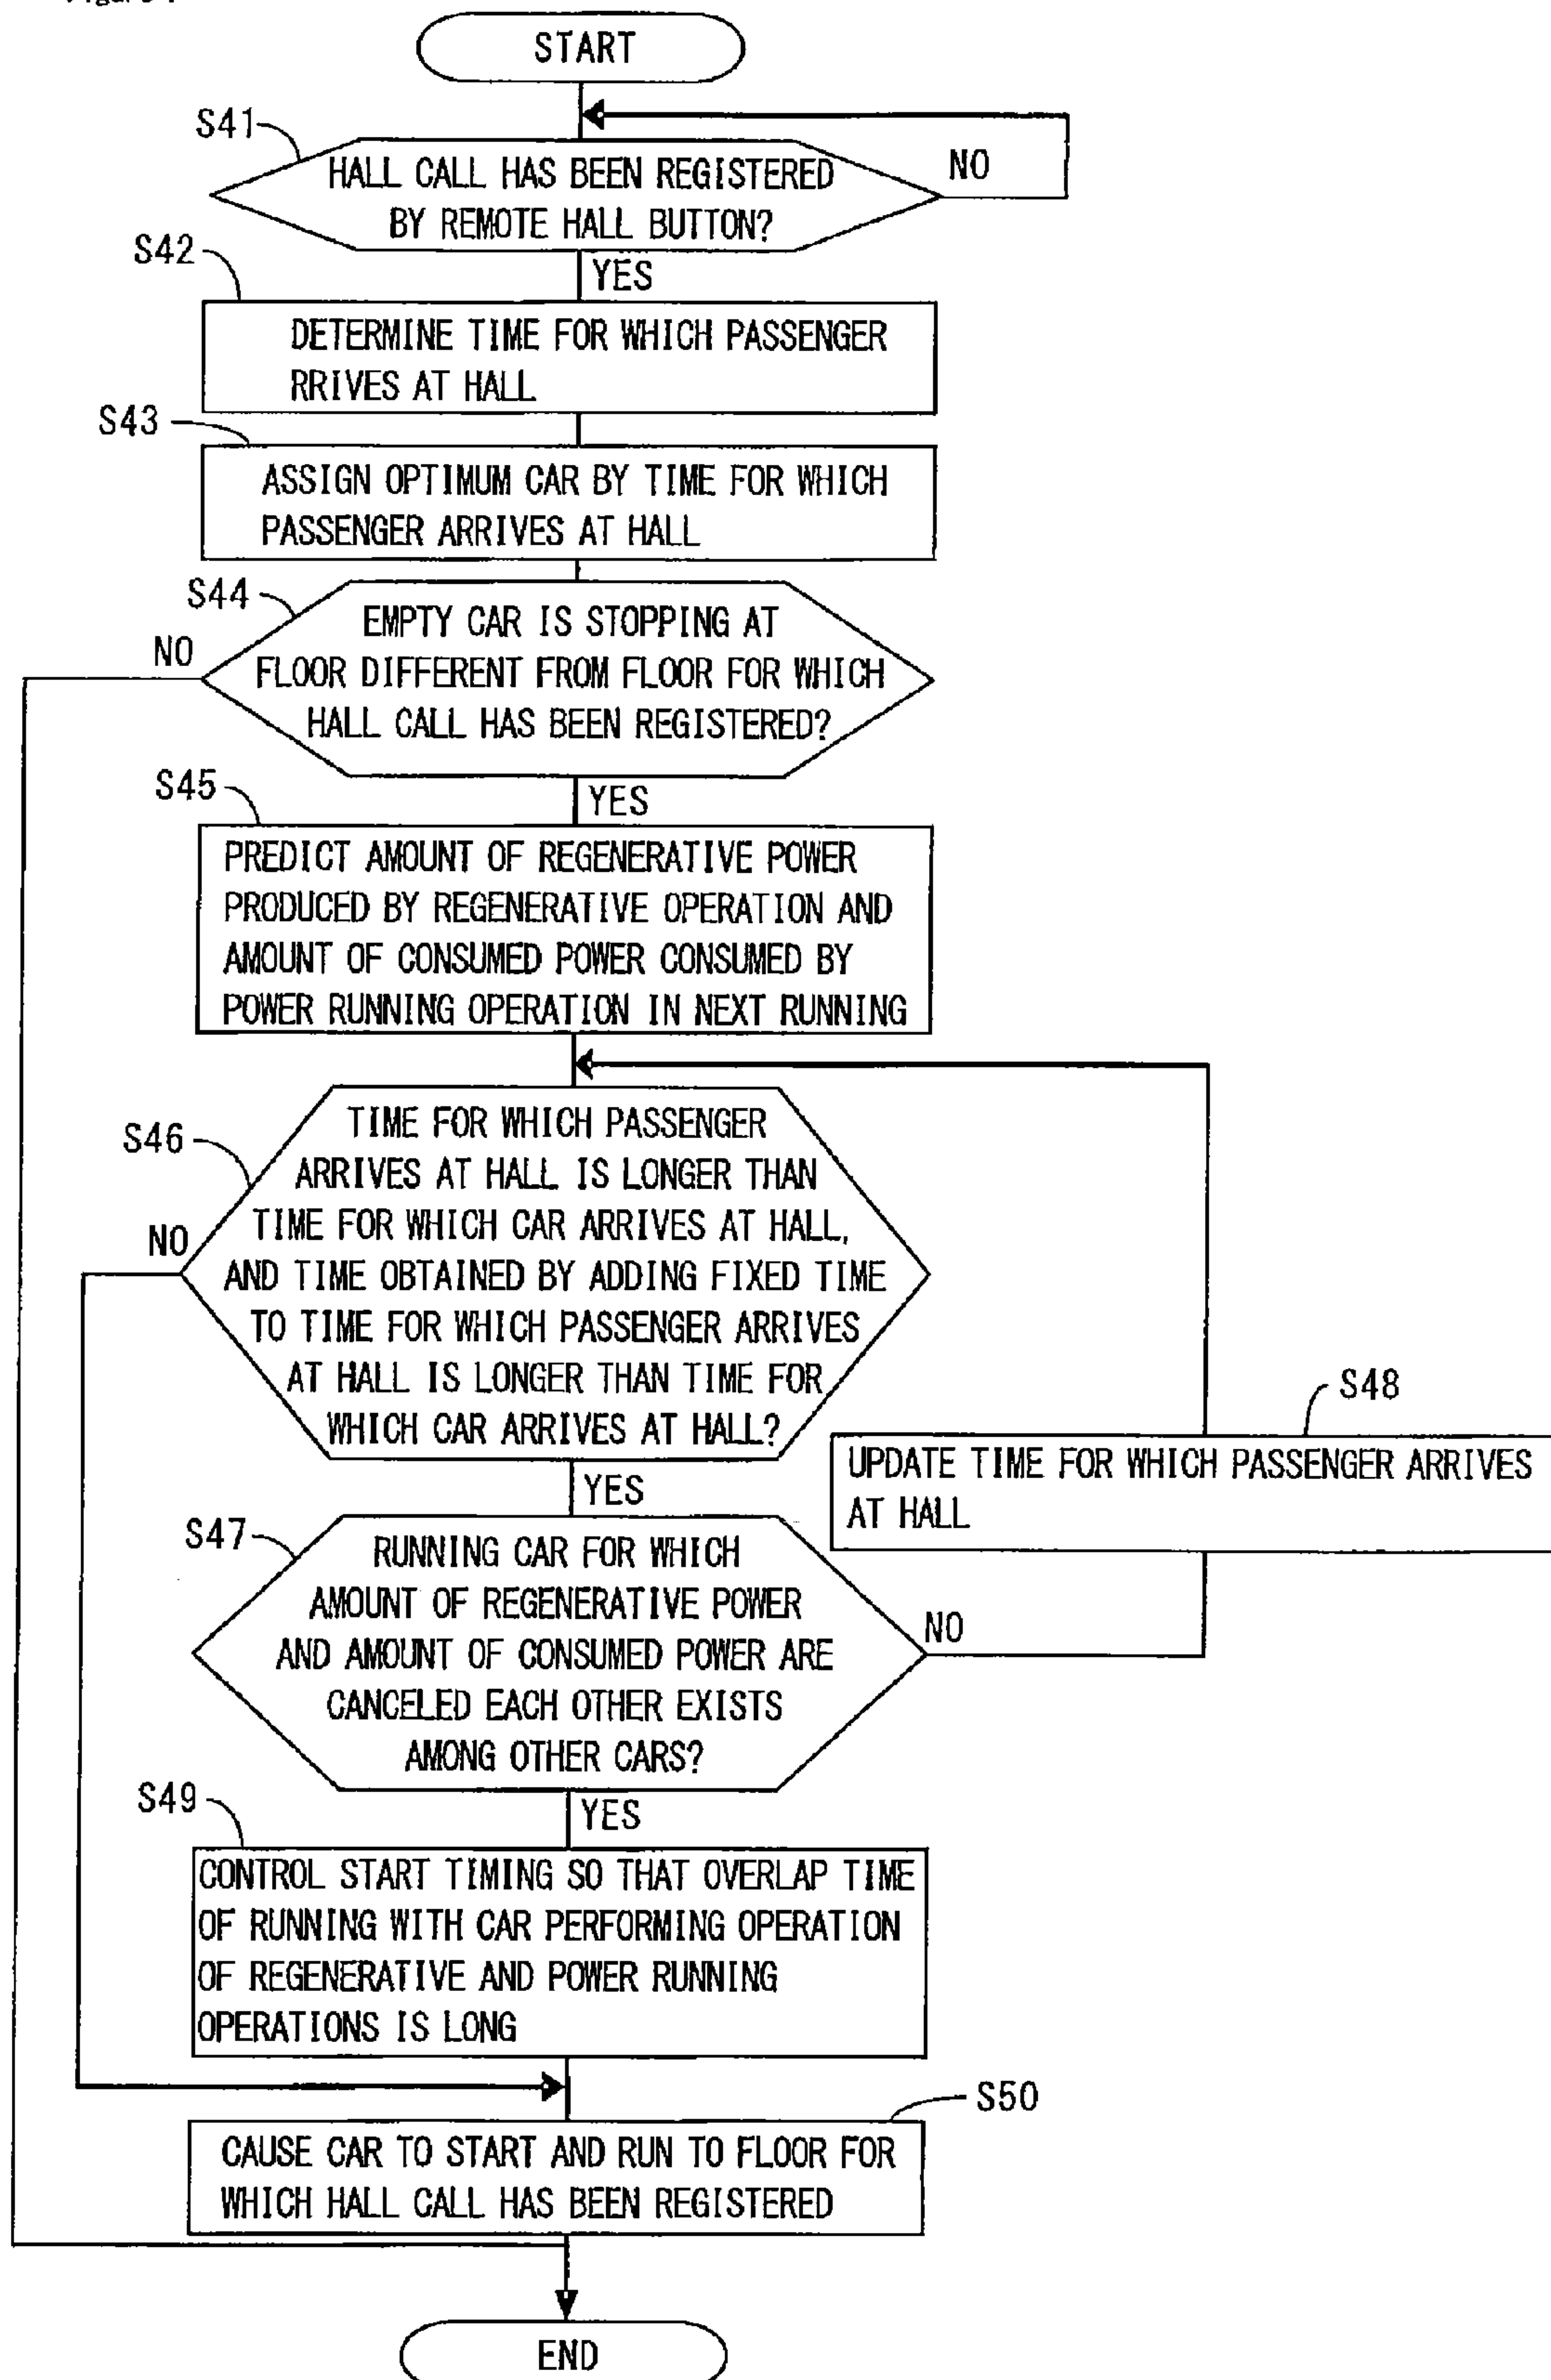 START
S41
HALL CALL HAS BEEN REGISTERED
BY REMOTE HALL BUTTON?
NO
S42
YES
DETERMINE TIME FOR WHICH PASSENGER
RRIVES AT HALL
S43
ASSIGN OPTIMUM CAR BY TIME FOR WHICH
PASSENGER ARRIVES AT HALL
S44
NO
EMPTY CAR IS STOPPING AT
FLOOR DIFFERENT FROM FLOOR FOR WHICH
HALL CALL HAS BEEN REGISTERED?
S45
YES
PREDICT AMOUNT OF REGENERATIVE POWER
PRODUCED BY REGENERATIVE OPERATION AND
AMOUNT OF CONSUMED POWER CONSUMED BY
POWER RUNNING OPERATION IN NEXT RUNNING
S46
NO
TIME FOR WHICH PASSENGER
ARRIVES AT HALL IS LONGER THAN
TIME FOR WHICH CAR ARRIVES AT HALL,
AND TIME OBTAINED BY ADDING FIXED TIME
TO TIME FOR WHICH PASSENGER ARRIVES
AT HALL IS LONGER THAN TIME FOR
WHICH CAR ARRIVES AT HALL?
S48
UPDATE TIME FOR WHICH PASSENGER ARRIVES
AT HALL
YES
S47
RUNNING CAR FOR WHICH
AMOUNT OF REGENERATIVE POWER
AND AMOUNT OF CONSUMED POWER ARE
CANCELED EACH OTHER EXISTS
AMONG OTHER CARS?
NO
S49
YES
CONTROL START TIMING SO THAT OVERLAP TIME
OF RUNNING WITH CAR PERFORMING OPERATION
OF REGENERATIVE AND POWER RUNNING
OPERATIONS IS LONG
S50
CAUSE CAR TO START AND RUN TO FLOOR FOR
WHICH HALL CALL HAS BEEN REGISTERED
END